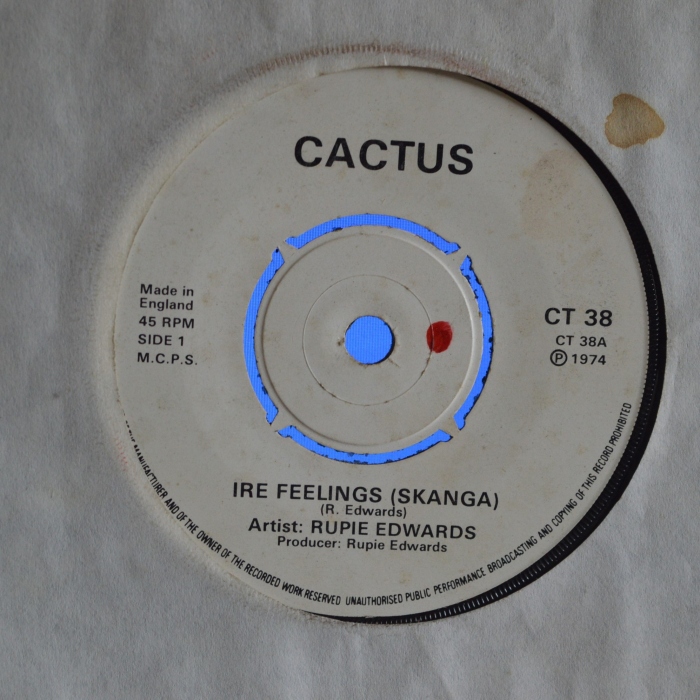 CACTUS
Made in
England
45 RPM
SIDE 1
M.C.P.S.
CT 38
CT 38A
Ⓟ 1974
IRE FEELINGS (SKANGA)
(R. Edwards)
Artist: RUPIE EDWARDS
Producer: Rupie Edwards
MANUFACTURER AND OF THE OWNER OF THE RECORDED WORK RESERVED UNAUTHORISED PUBLIC PERFORMANCE BROADCASTING AND COPYING OF THIS RECORD PROHIBITED